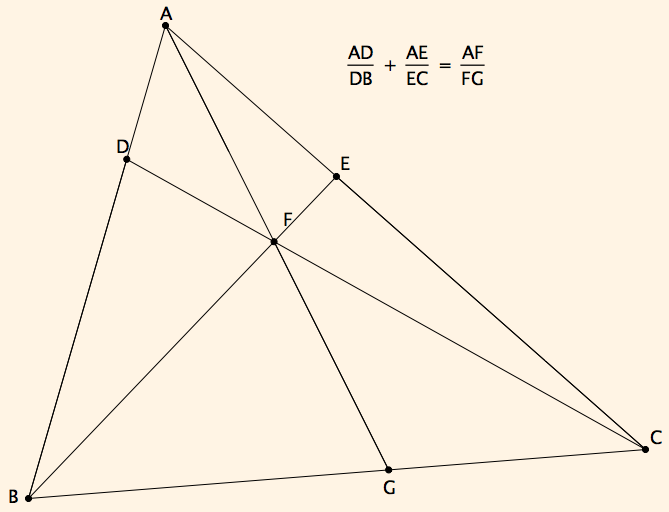 A
AD/DB + AE/EC = AF/FG
D
E
F
C
G
B